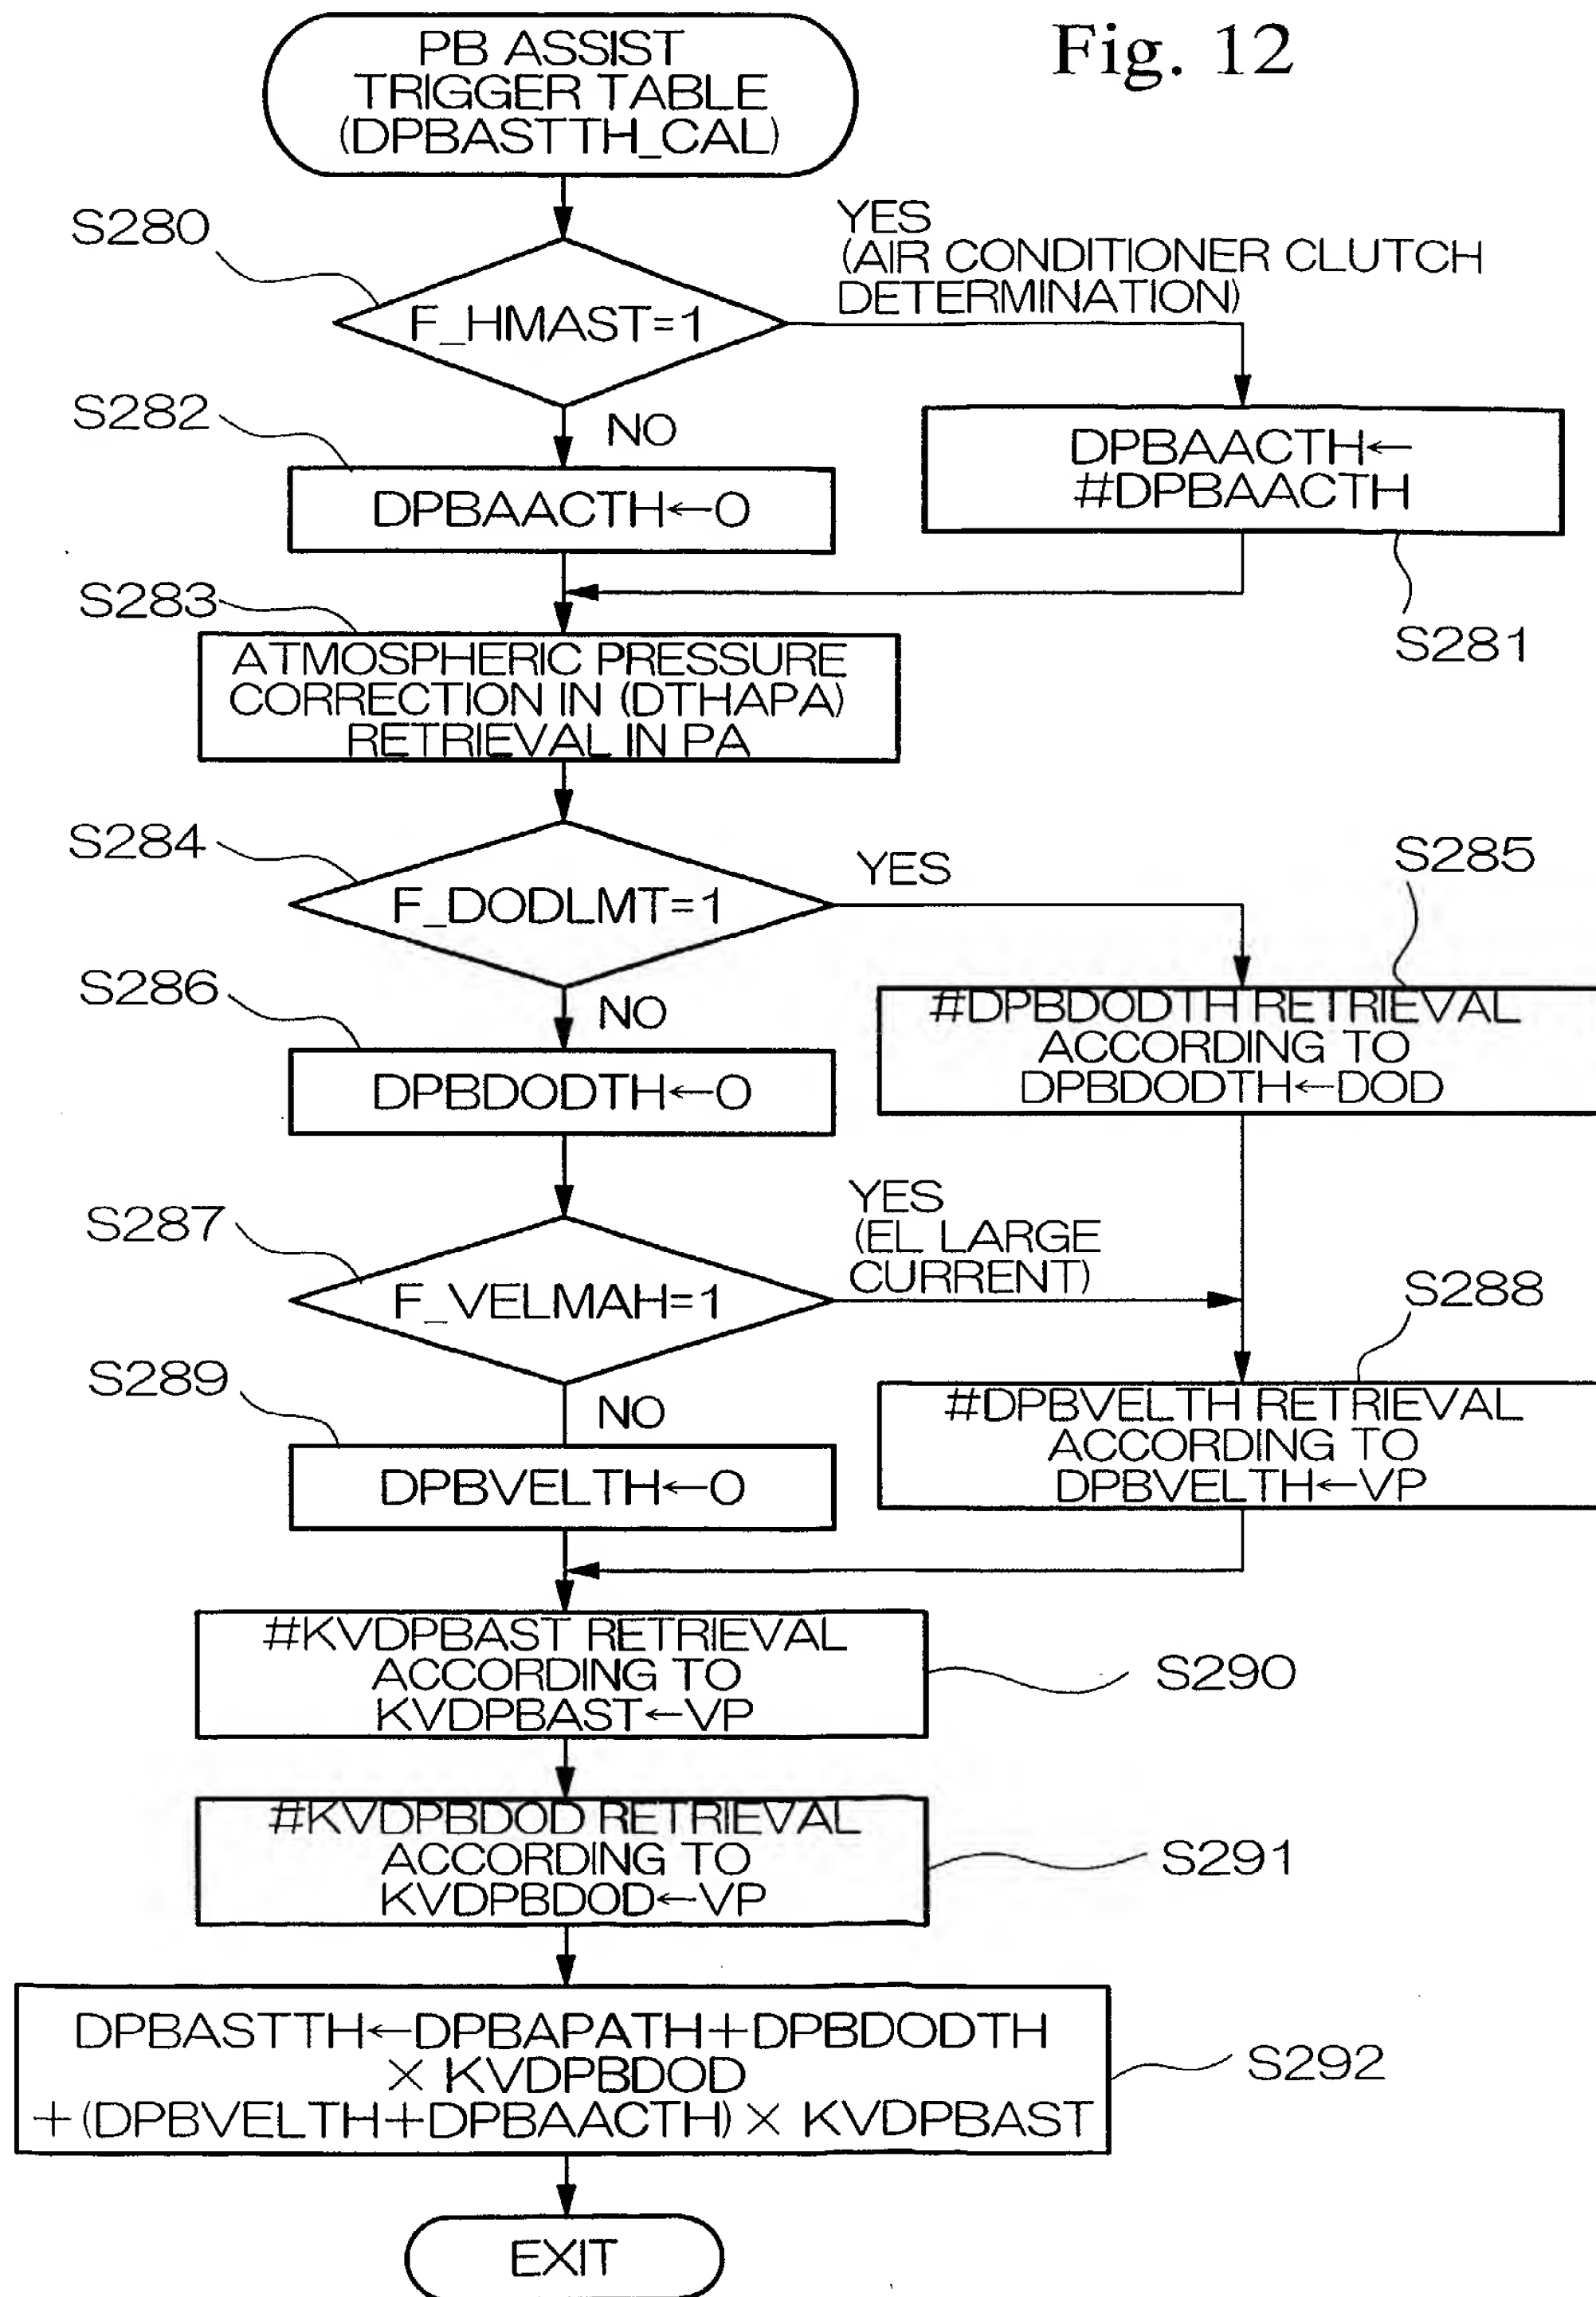 Fig. 12
PB ASSIST
TRIGGER TABLE
(DPBASTTH_CAL)
S280
F_HMAST=1
YES
(AIR CONDITIONER CLUTCH
DETERMINATION)
S282
NO
DPBAACTH←0
DPBAACTH←
#DPBAACTH
S281
S283
ATMOSPHERIC PRESSURE
CORRECTION IN (DTHAPA)
RETRIEVAL IN PA
S284
F_DODLMT=1
YES
S285
S286
NO
DPBDODTH←0
#DPBDODTH RETRIEVAL
ACCORDING TO
DPBDODTH←DOD
S287
F_VELMAH=1
YES
(EL LARGE
CURRENT)
S288
S289
NO
DPBVELTH←0
#DPBVELTH RETRIEVAL
ACCORDING TO
DPBVELTH←VP
#KVDPBAST RETRIEVAL
ACCORDING TO
KVDPBAST←VP
S290
#KVDPBDOD RETRIEVAL
ACCORDING TO
KVDPBDOD←VP
S291
DPBASTTH←DPBAPATH+DPBDODTH
× KVDPBDOD
+(DPBVELTH+DPBAACTH)× KVDPBAST
S292
EXIT